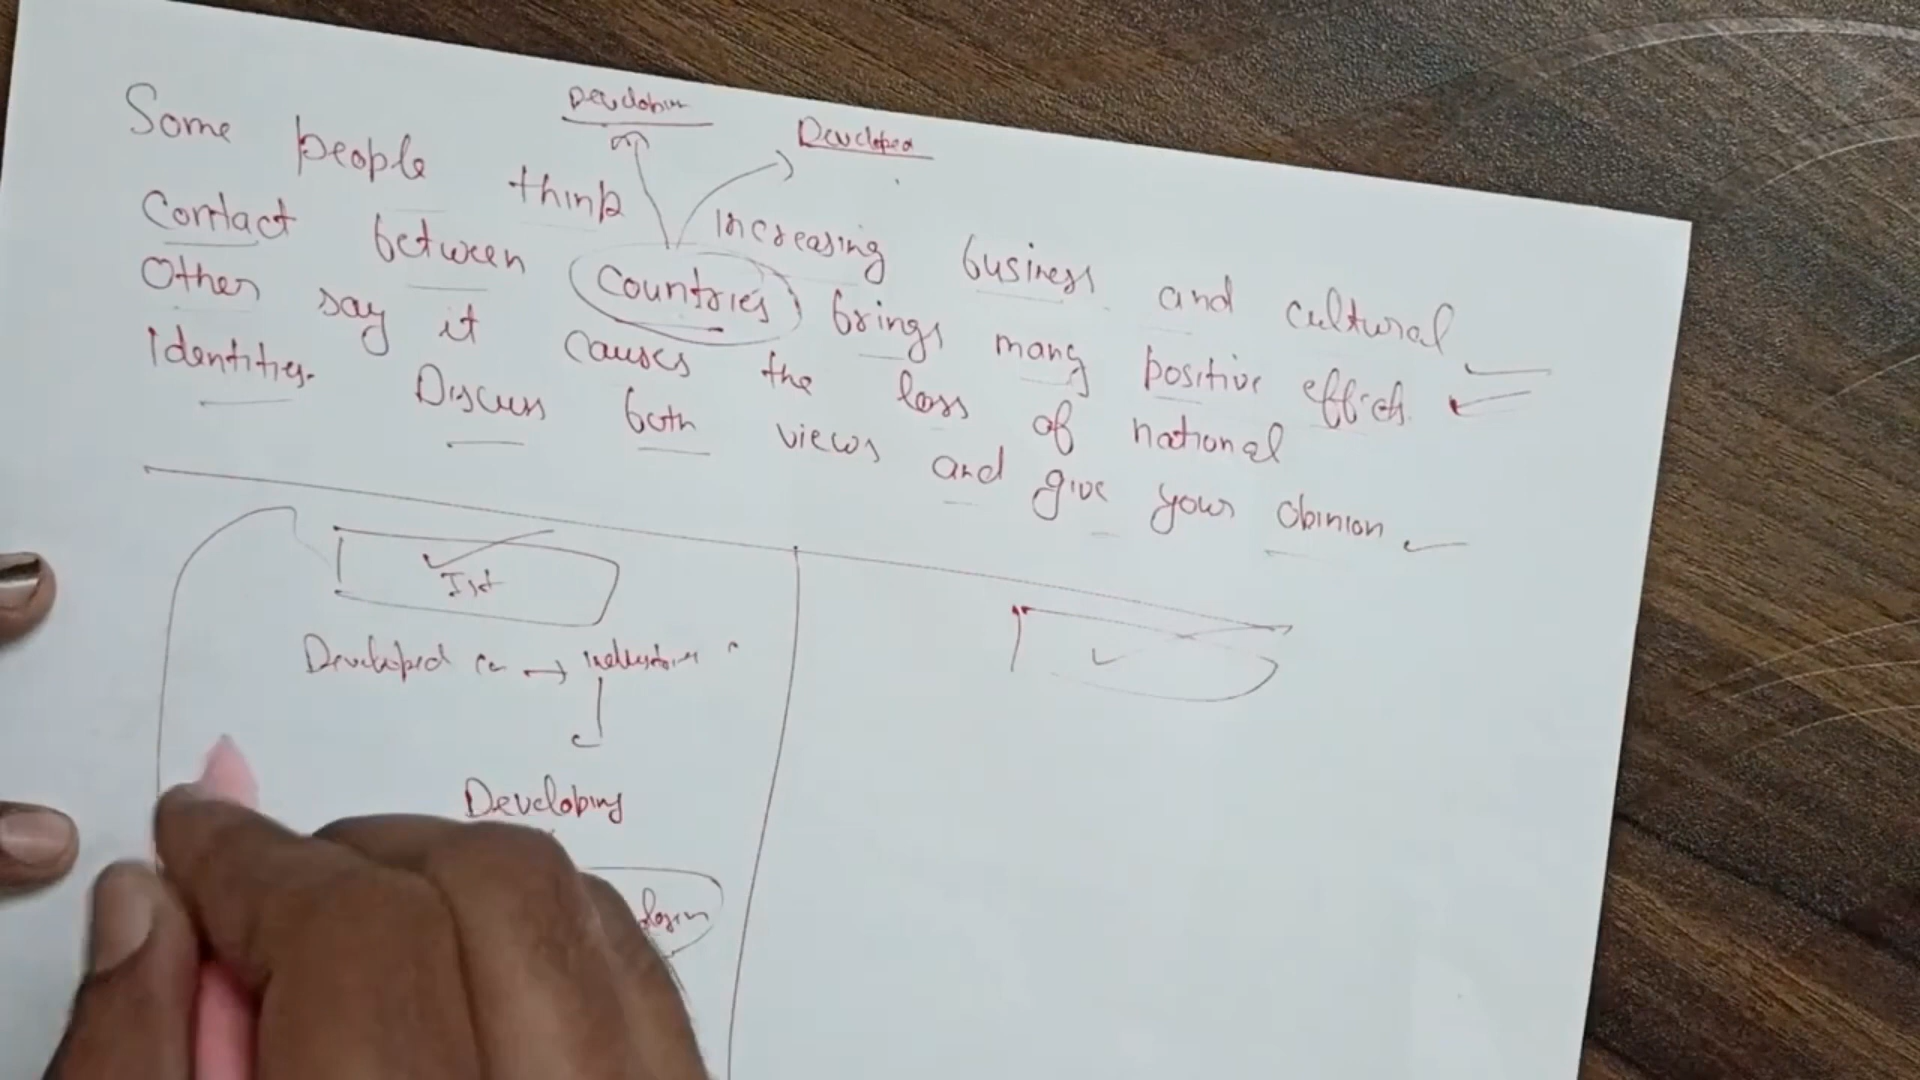 Developed
Some people think increasing business and cultural
Contact between Countries brings many positive effects.
Other say it causes the loss of national
Identities. Discuss both views and give your opinion
Ist
Developed
Developing